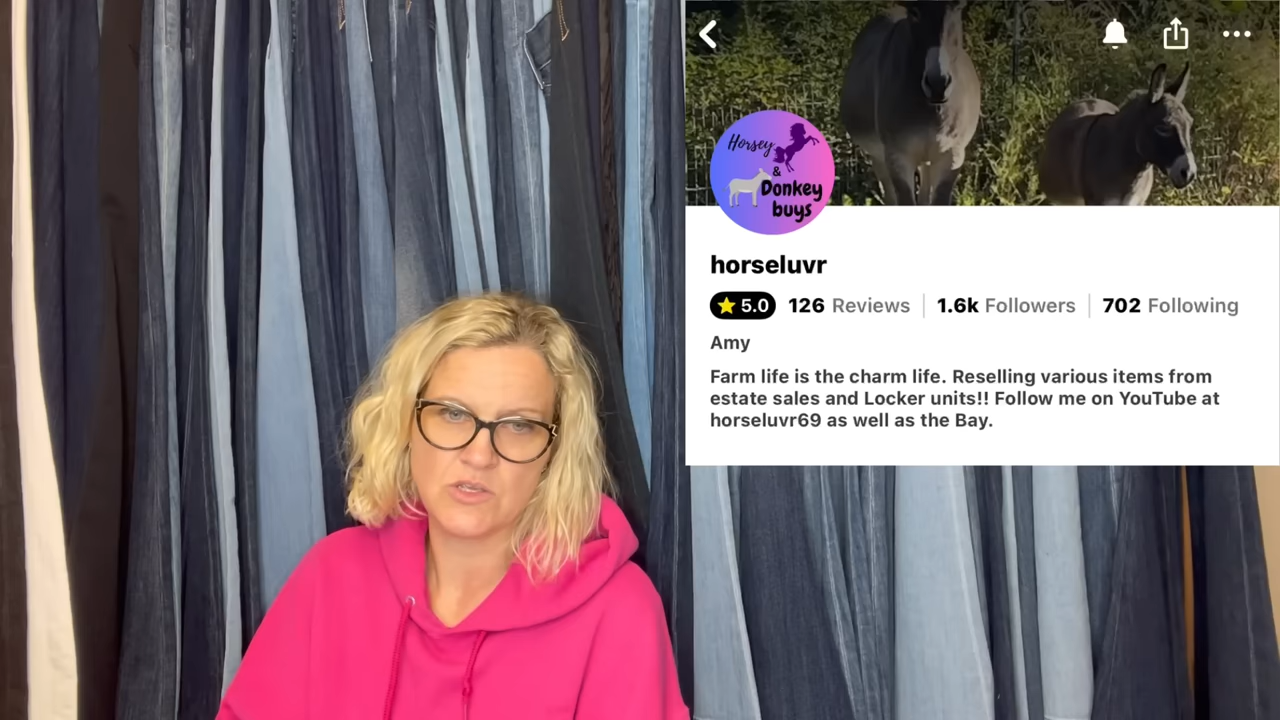 Horsey
&
Donkey
buys
horseluvr
5.0 126 Reviews 1.6k Followers 702 Following
Amy
Farm life is the charm life. Reselling various items from
estate sales and Locker units!! Follow me on YouTube at
horseluvr69 as well as the Bay.